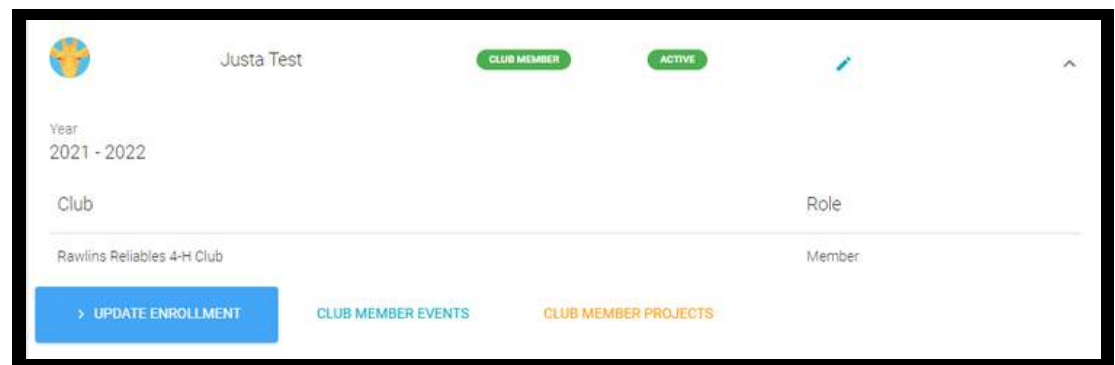 Justa Test CLUB MEMBER ACTIVE
Year
2021 - 2022
Club Role
Rawlins Reliables 4-H Club Member
> UPDATE ENROLLMENT CLUB MEMBER EVENTS CLUB MEMBER PROJECTS